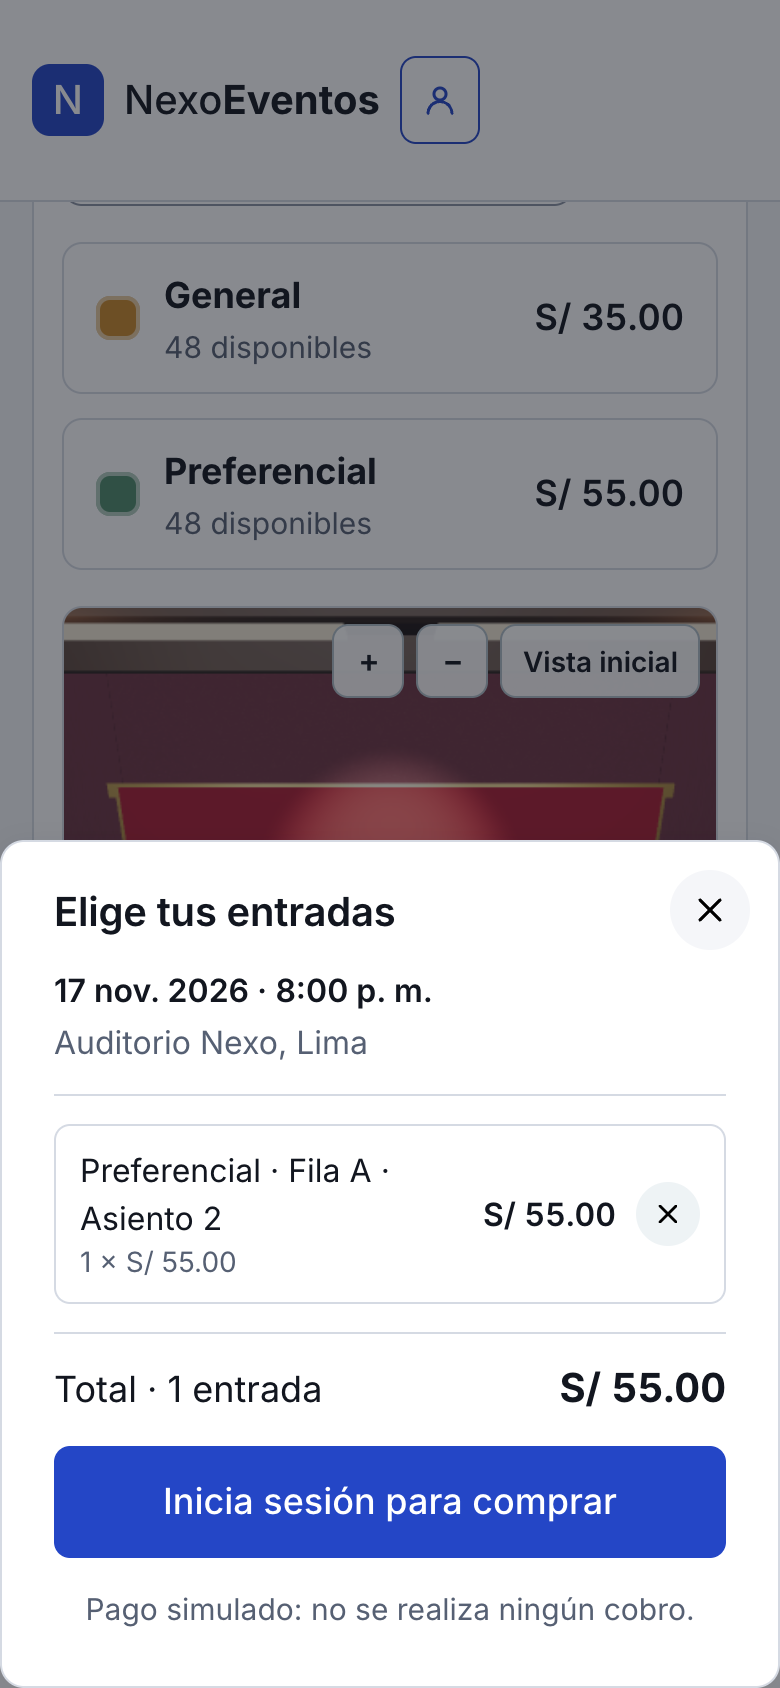 N NexoEventos
General
48 disponibles
S/ 35.00
Preferencial
48 disponibles
S/ 55.00
+ − Vista inicial
Elige tus entradas
17 nov. 2026 · 8:00 p. m.
Auditorio Nexo, Lima
Preferencial · Fila A ·
Asiento 2
1 × S/ 55.00
S/ 55.00
Total · 1 entrada
S/ 55.00
Inicia sesión para comprar
Pago simulado: no se realiza ningún cobro.